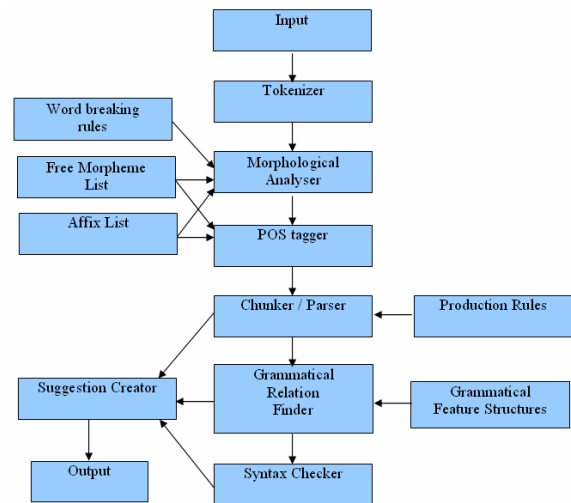 Input
Tokenizer
Word breaking
rules
Free Morpheme
List
Morphological
Analyser
Affix List
POS tagger
Chunker / Parser
Production Rules
Suggestion Creator
Grammatical
Relation
Finder
Grammatical
Feature Structures
Output
Syntax Checker